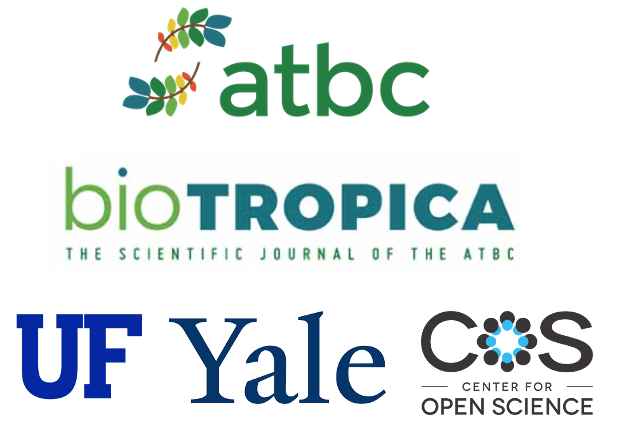 atbc
bioTROPICA
THE SCIENTIFIC JOURNAL OF THE ATBC
UF Yale COS
CENTER FOR
OPEN SCIENCE